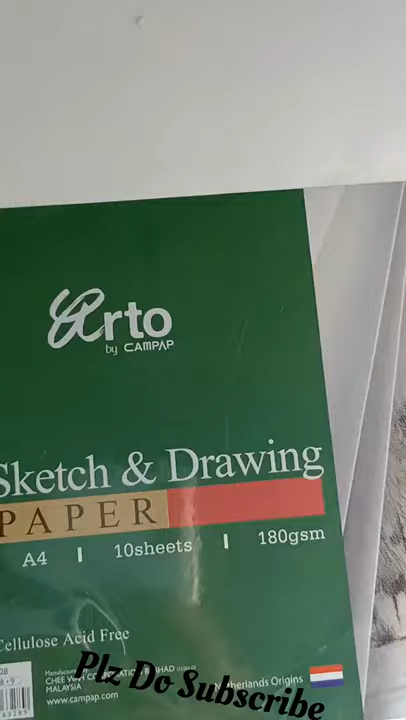 arto
by CAMPAP
Sketch & Drawing
PAPER
A4 | 10sheets | 180gsm
Cellulose Acid Free
Manufactured
MALAYSIA
www.campap.com
Netherlands Origins
Plz Do Subscribe